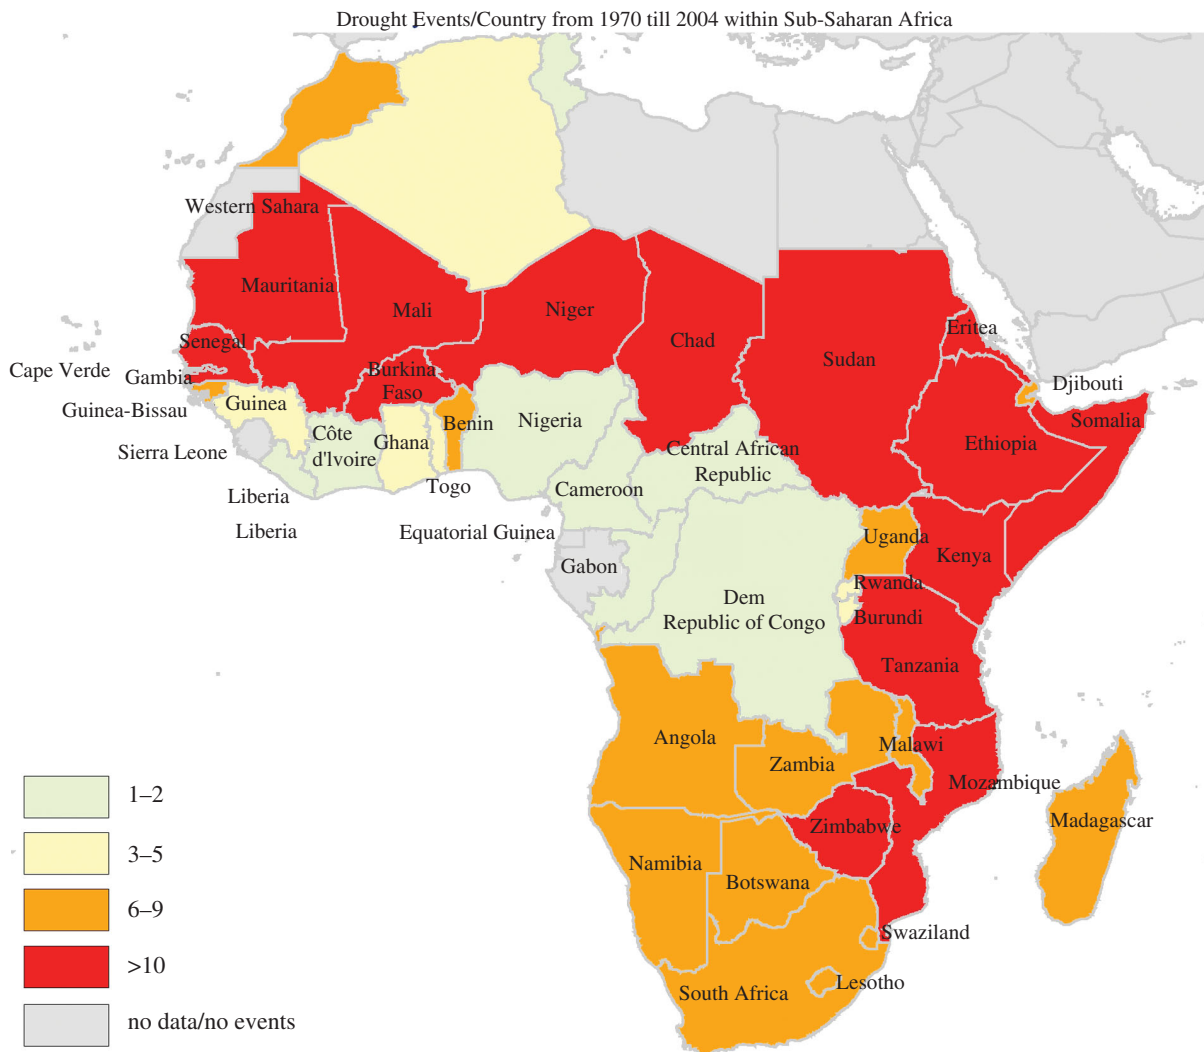 Drought Events/Country from 1970 till 2004 within Sub-Saharan Africa
Western Sahara
Mauritania
Mali
Niger
Chad
Sudan
Eritea
Senegal
Cape Verde
Gambia
Burkina
Faso
Djibouti
Guinea-Bissau
Guinea
Benin
Nigeria
Somalia
Ethiopia
Côte
d'Ivoire
Ghana
Sierra Leone
Central African
Republic
Togo
Cameroon
Liberia
Liberia
Equatorial Guinea
Uganda
Kenya
Gabon
Rwanda
Dem
Republic of Congo
Burundi
Tanzania
Angola
Malawi
Zambia
Mozambique
Zimbabwe
Madagascar
Namibia
Botswana
Swaziland
Lesotho
South Africa
1–2
3–5
6–9
>10
no data/no events